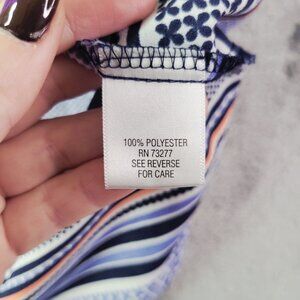 100% POLYESTER
RN 73277
SEE REVERSE
FOR CARE